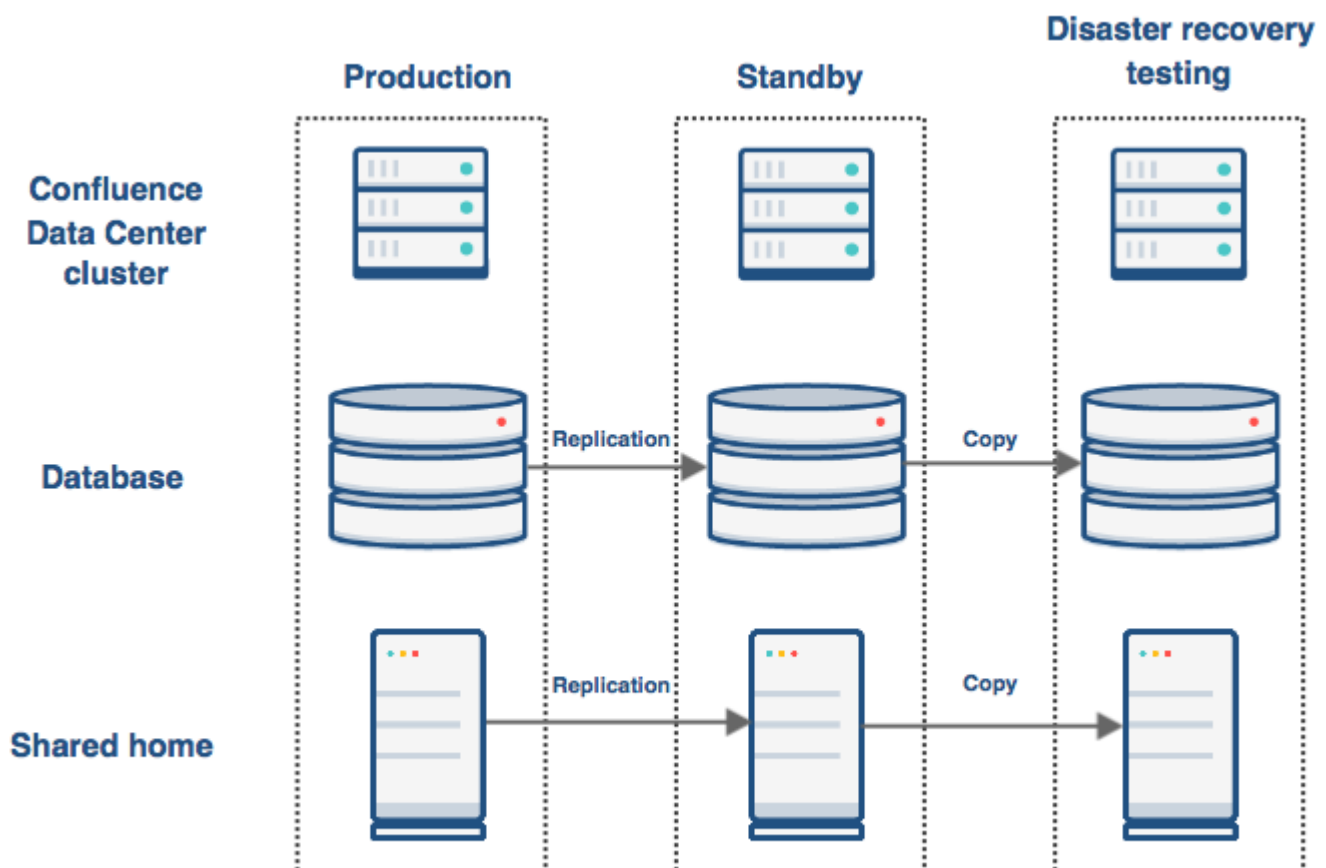 Disaster recovery
testing
Production
Standby
Confluence
Data Center
cluster
Database
Replication
Copy
Shared home
Replication
Copy